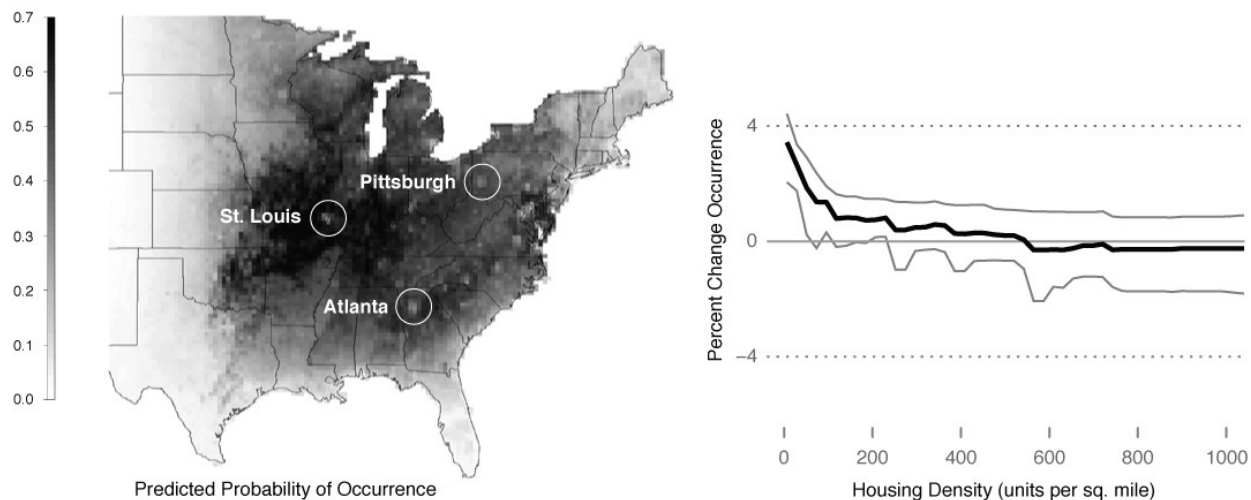 0.7
0.6
0.5
0.4
0.3
0.2
0.1
0.0
Pittsburgh
St. Louis
Atlanta
Predicted Probability of Occurrence
Percent Change Occurrence
4
0
−4
0 200 400 600 800 1000
Housing Density (units per sq. mile)